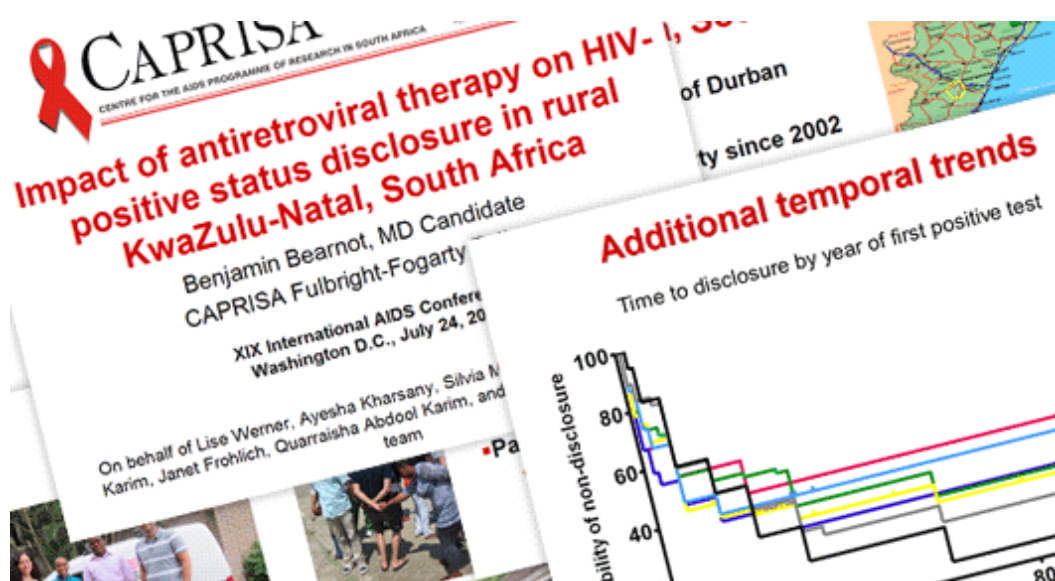 CAPRISA
CENTRE FOR THE AIDS PROGRAMME OF RESEARCH IN SOUTH AFRICA
Impact of antiretroviral therapy on HIV-
positive status disclosure in rural
KwaZulu-Natal, South Africa
Benjamin Bearnot, MD Candidate
CAPRISA Fulbright-Fogarty
XIX International AIDS
Washington D.C., July 24, 20
On behalf of Lise Werner, Ayesha Kharsany, Silvia M
Karim, Janet Frohlich, Quarraisha Abdool Karim, and
team
of Durban
ty since 2002
▪Pa
Additional temporal trends
Time to disclosure by year of first positive test
bility of non-disclosure
100
80
60
40
80